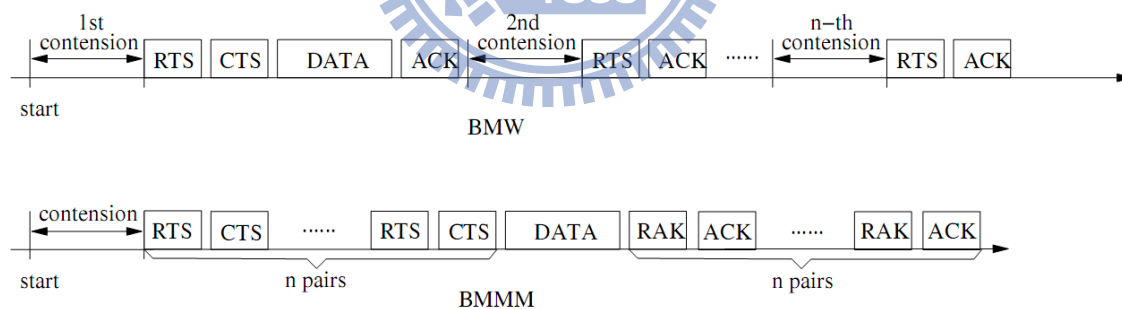 1st
contension
2nd
contension
n-th
contension
RTS CTS DATA ACK RTS ACK ...... RTS ACK
start
BMW
contension
RTS CTS ...... RTS CTS DATA RAK ACK ...... RAK ACK
start
n pairs
n pairs
BMMM